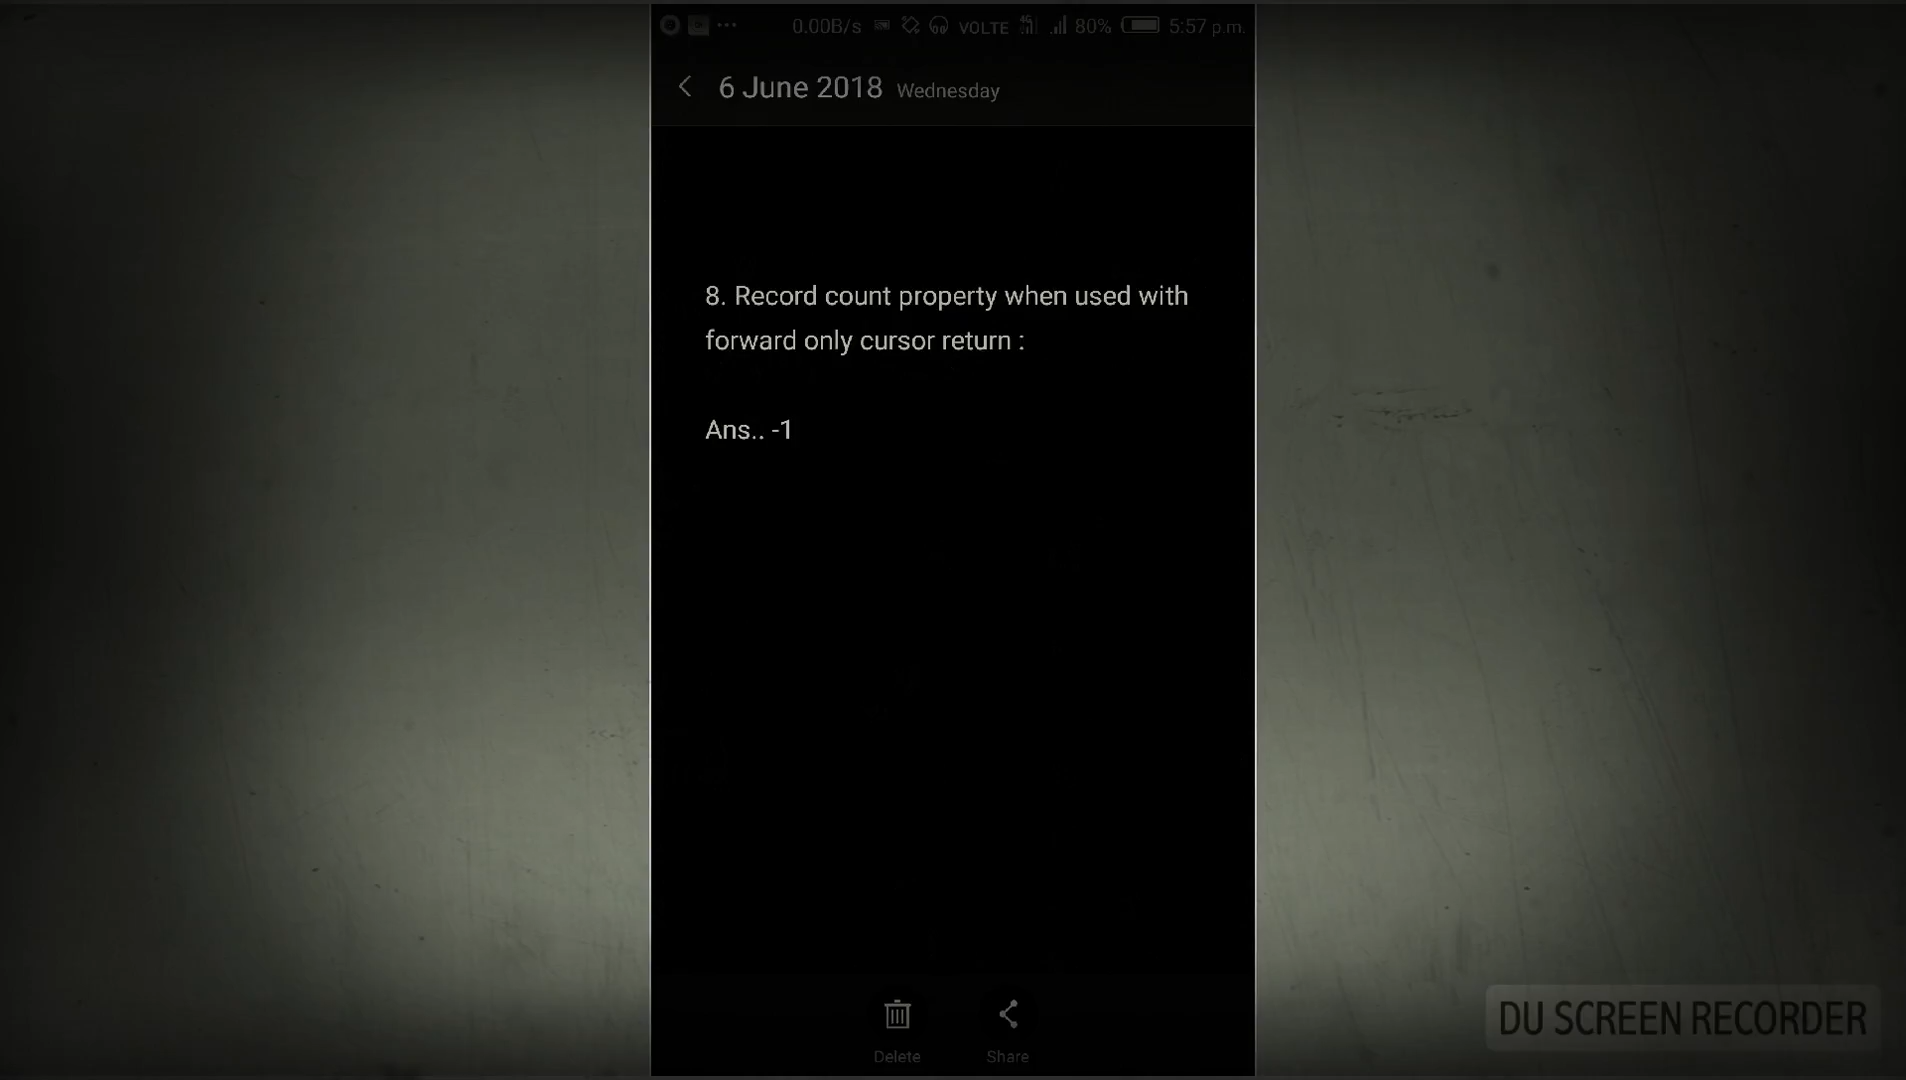 0.00B/s VOLTE 4G 80% 5:57 p.m.
6 June 2018 Wednesday
8. Record count property when used with
forward only cursor return :
Ans.. -1
Delete Share
DU SCREEN RECORDER